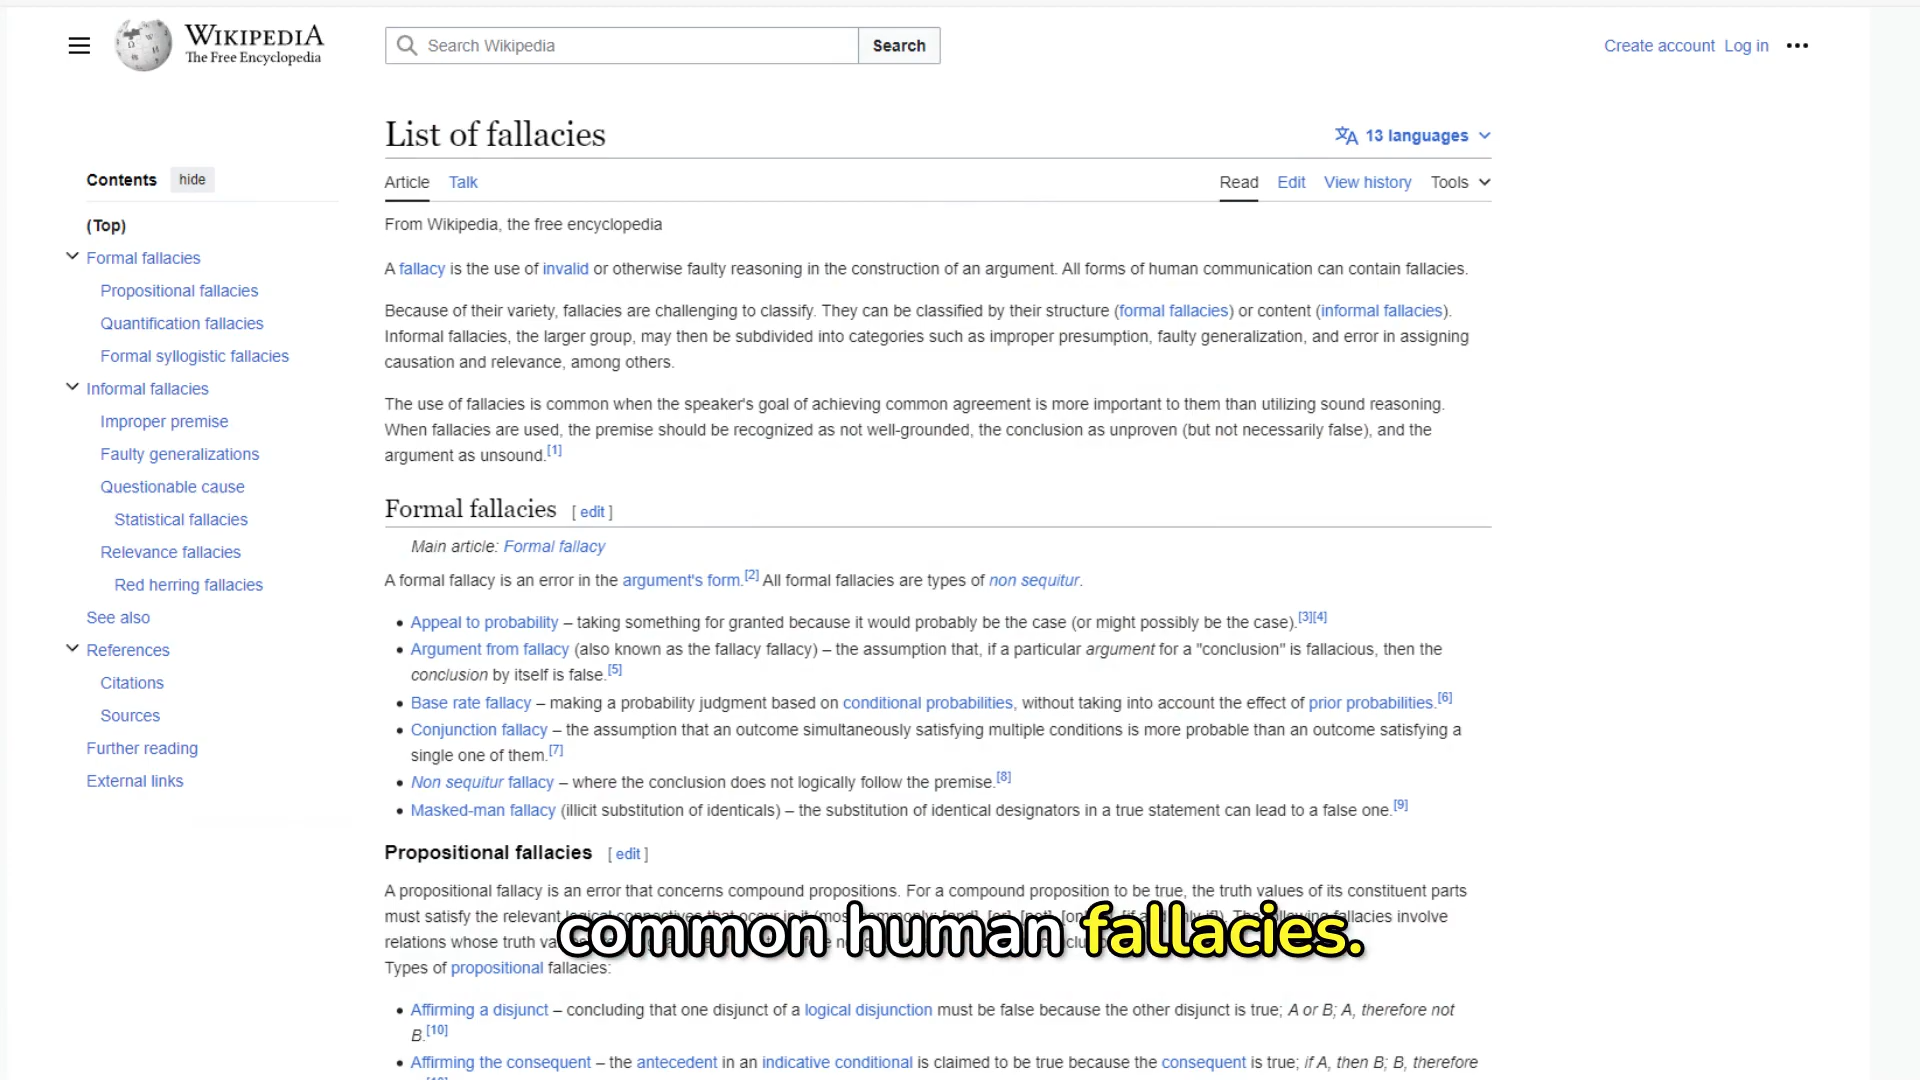 WIKIPEDIA
The Free Encyclopedia
Search Wikipedia
Search
Create account Log in
List of fallacies
13 languages
Contents hide
Article Talk
Read Edit View history Tools
(Top)
Formal fallacies
Propositional fallacies
Quantification fallacies
Formal syllogistic fallacies
Informal fallacies
Improper premise
Faulty generalizations
Questionable cause
Statistical fallacies
Relevance fallacies
Red herring fallacies
See also
References
Citations
Sources
Further reading
External links
From Wikipedia, the free encyclopedia
A fallacy is the use of invalid or otherwise faulty reasoning in the construction of an argument. All forms of human communication can contain fallacies.
Because of their variety, fallacies are challenging to classify. They can be classified by their structure (formal fallacies) or content (informal fallacies).
Informal fallacies, the larger group, may then be subdivided into categories such as improper presumption, faulty generalization, and error in assigning
causation and relevance, among others.
The use of fallacies is common when the speaker's goal of achieving common agreement is more important to them than utilizing sound reasoning.
When fallacies are used, the premise should be recognized as not well-grounded, the conclusion as unproven (but not necessarily false), and the
argument as unsound.[1]
Formal fallacies [ edit ]
Main article: Formal fallacy
A formal fallacy is an error in the argument's form.[2] All formal fallacies are types of non sequitur.
• Appeal to probability – taking something for granted because it would probably be the case (or might possibly be the case).[3][4]
• Argument from fallacy (also known as the fallacy fallacy) – the assumption that, if a particular argument for a "conclusion" is fallacious, then the
conclusion by itself is false.[5]
• Base rate fallacy – making a probability judgment based on conditional probabilities, without taking into account the effect of prior probabilities.[6]
• Conjunction fallacy – the assumption that an outcome simultaneously satisfying multiple conditions is more probable than an outcome satisfying a
single one of them.[7]
• Non sequitur fallacy – where the conclusion does not logically follow the premise.[8]
• Masked-man fallacy (illicit substitution of identicals) – the substitution of identical designators in a true statement can lead to a false one.[9]
Propositional fallacies [ edit ]
A propositional fallacy is an error that concerns compound propositions. For a compound proposition to be true, the truth values of its constituent parts
must satisfy the relevant fallacies involve
relations whose truth
common human fallacies.
Types of propositional fallacies:
• Affirming a disjunct – concluding that one disjunct of a logical disjunction must be false because the other disjunct is true; A or B; A, therefore not
B.[10]
• Affirming the consequent – the antecedent in an indicative conditional is claimed to be true because the consequent is true; if A, then B; B, therefore